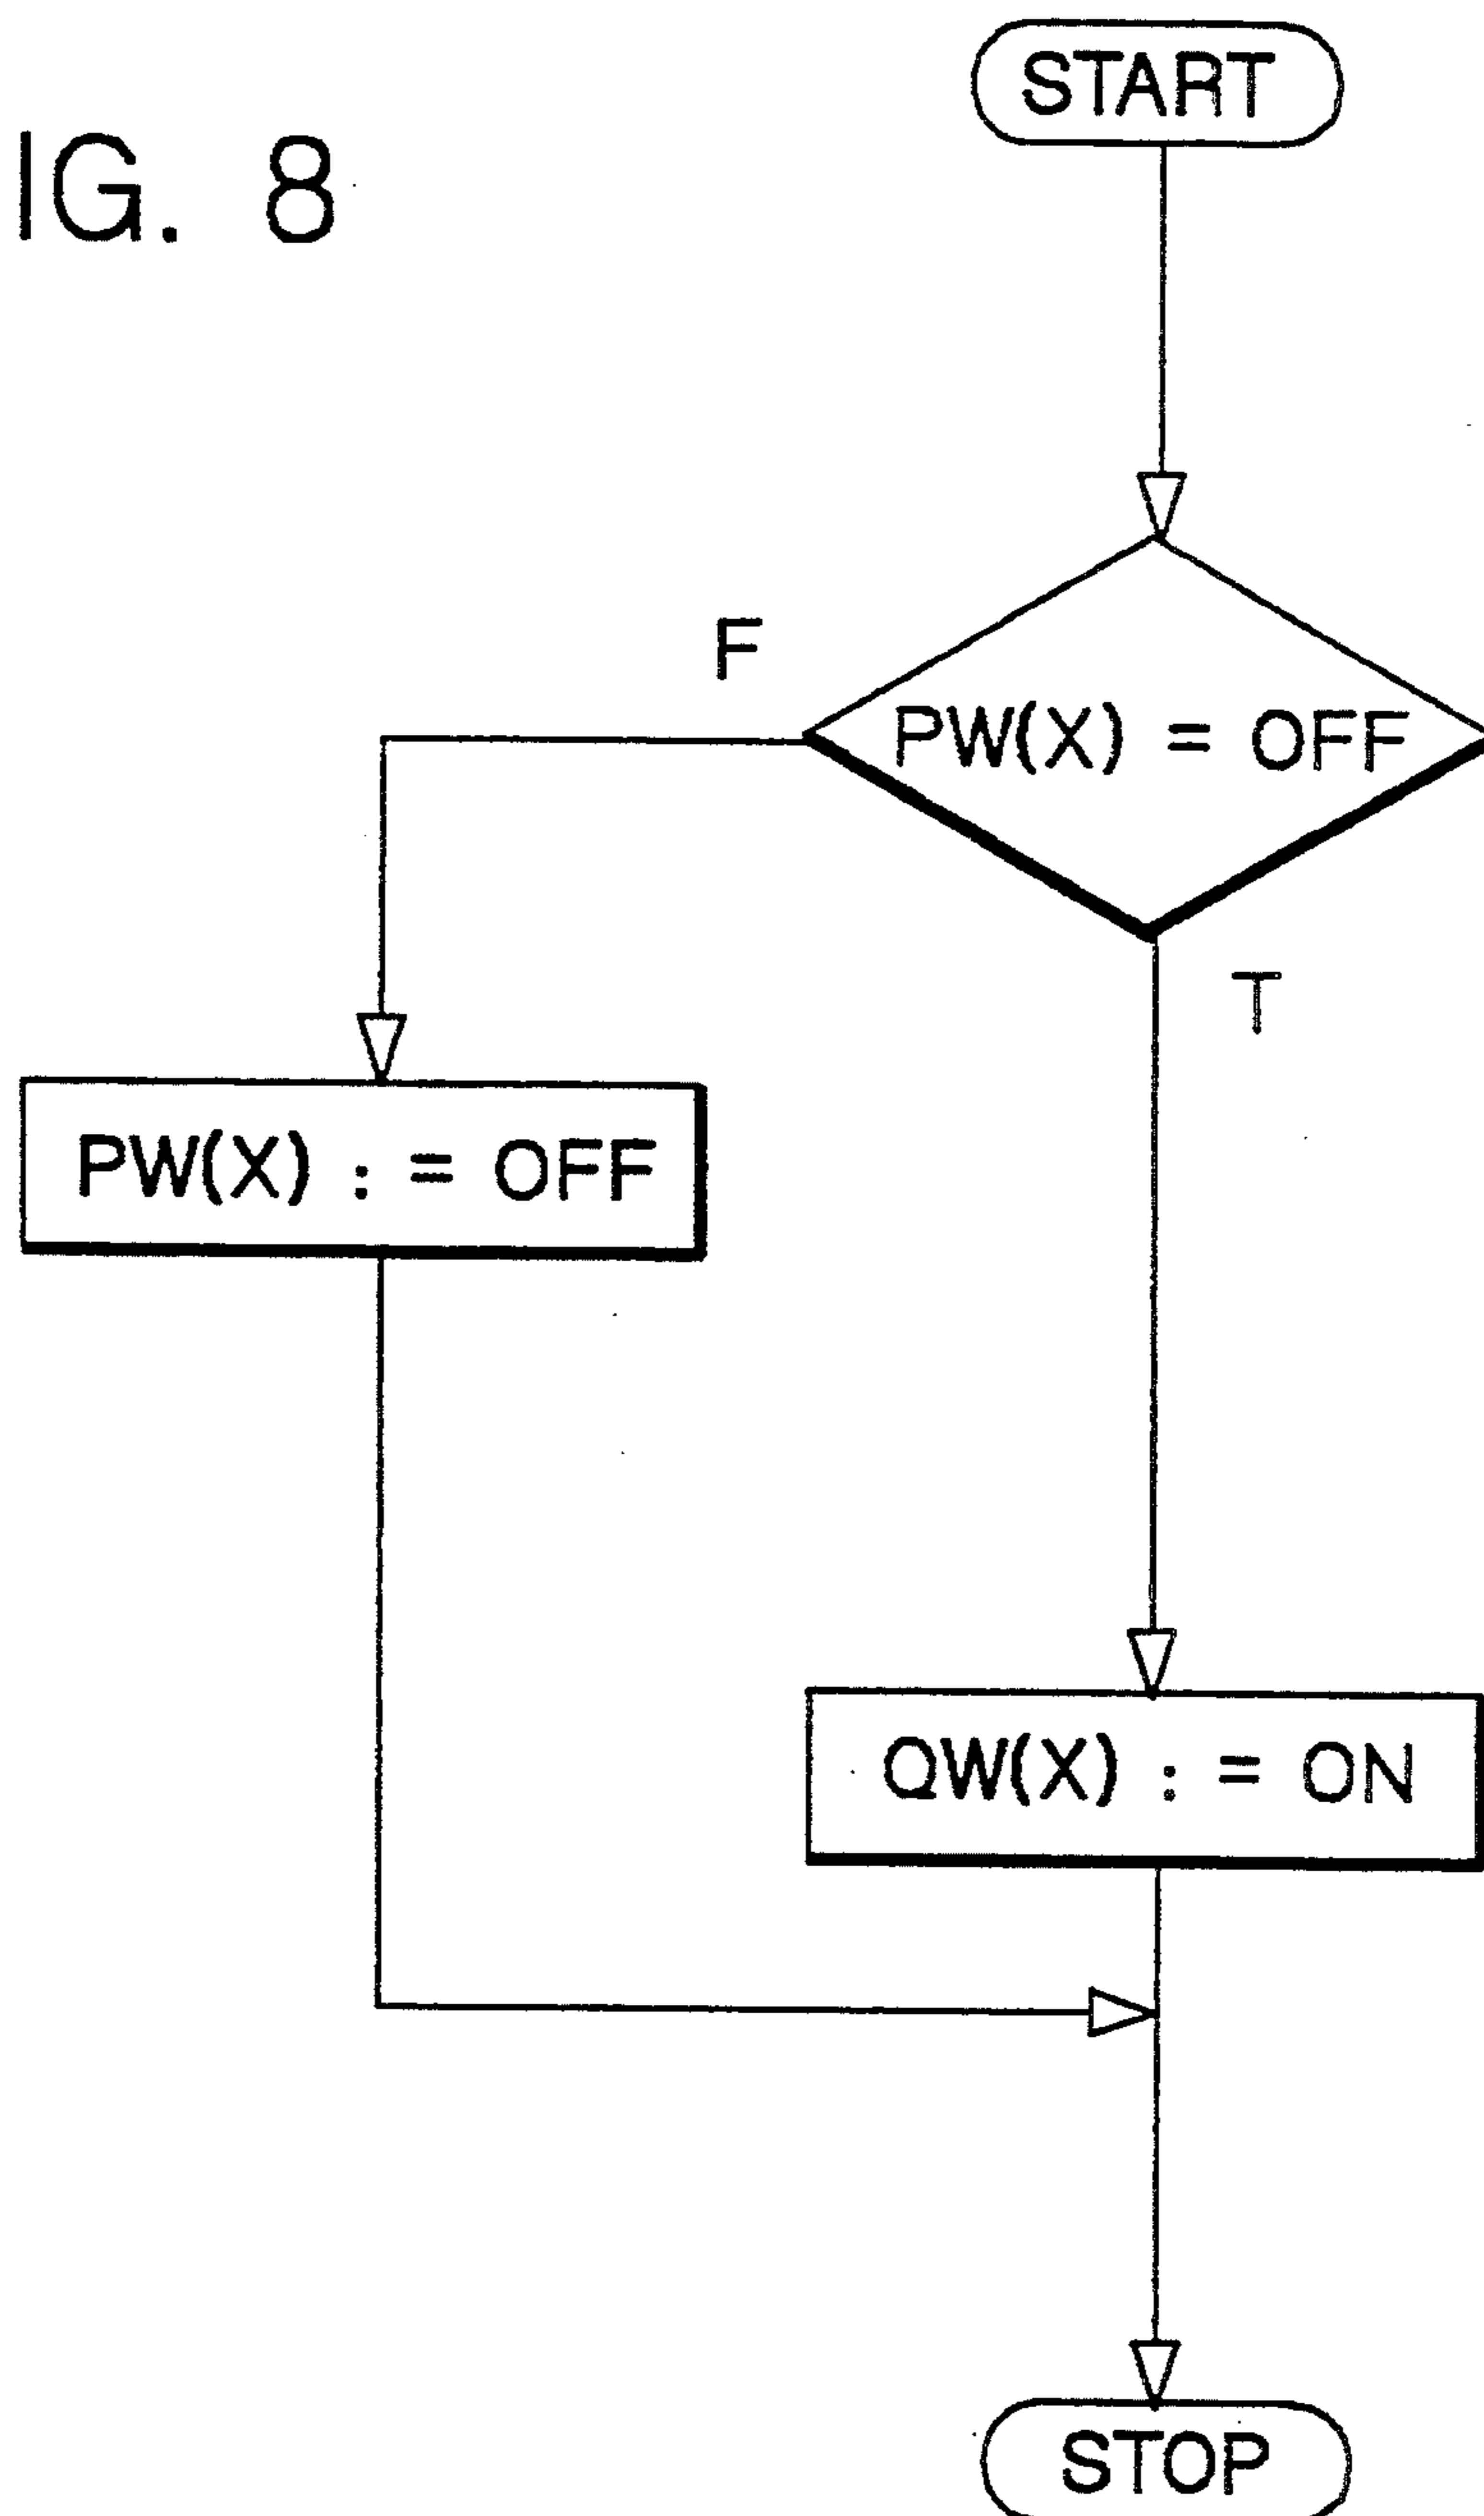 START
IG. 8
F
PW(X) = OFF
T
PW(X) : = OFF
QW(X) : = ON
STOP